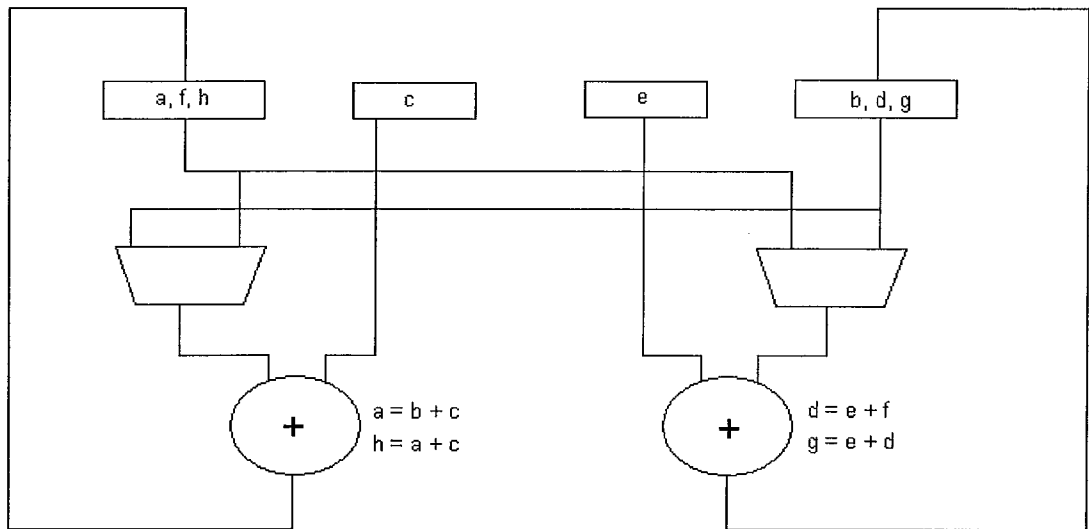 a, f, h
c
e
b, d, g
+
a = b + c
h = a + c
+
d = e + f
g = e + d